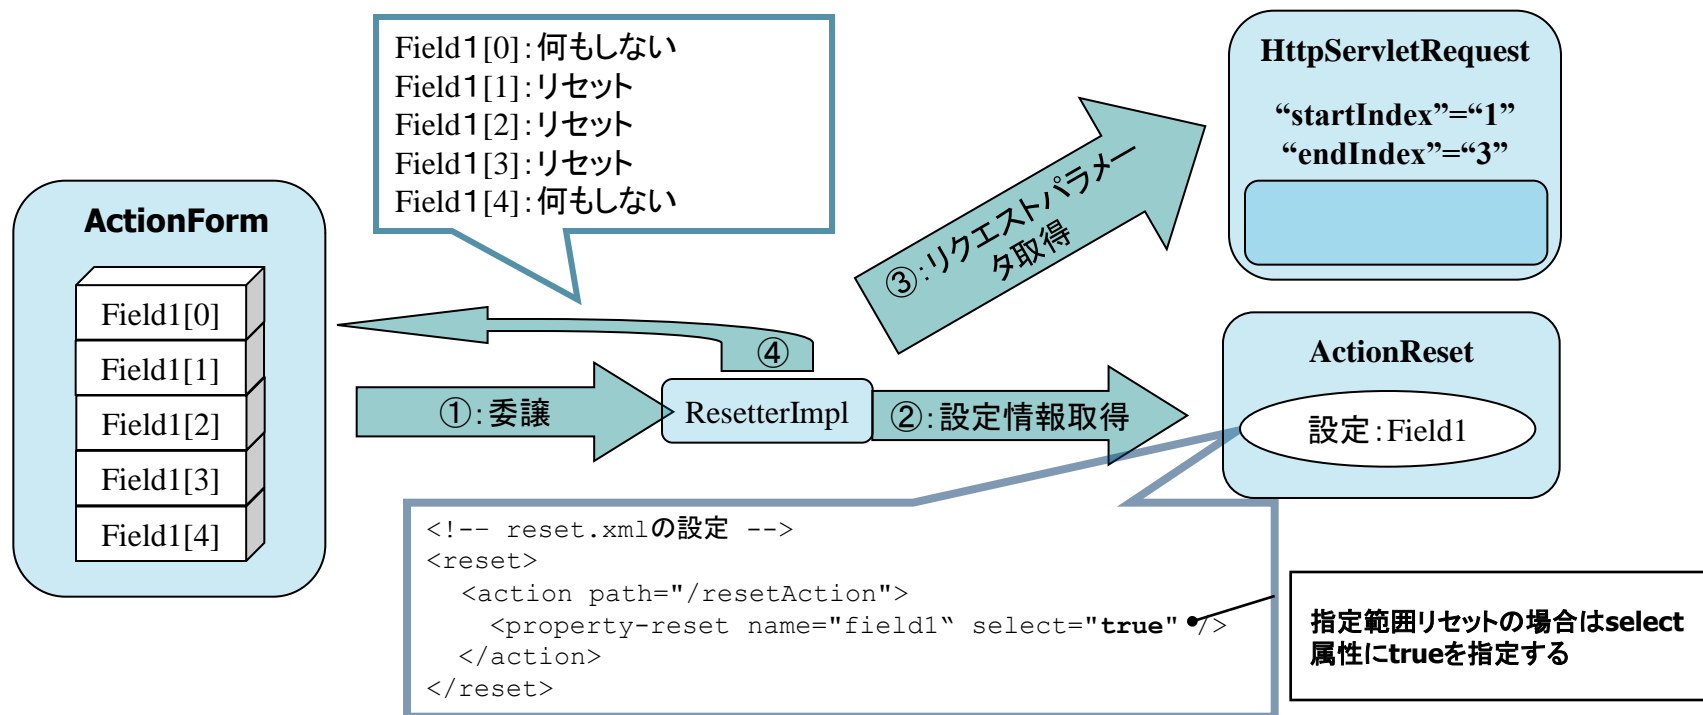 Field１[0]：何もしない
Field１[1]：リセット
Field１[2]：リセット
Field１[3]：リセット
Field１[4]：何もしない
HttpServletRequest
“startIndex”=“1”
“endIndex”=“3”
ActionForm
Field1[0]
Field1[1]
Field1[2]
Field1[3]
Field1[4]
③：リクエストパラメー
タ取得
④
①：委譲
ResetterImpl
②：設定情報取得
ActionReset
設定：Field1
<!-- reset.xmlの設定 -->
<reset>
<action path="/resetAction">
<property-reset name="field1‟ select="true" />
</action>
</reset>
指定範囲リセットの場合はselect
属性にtrueを指定する